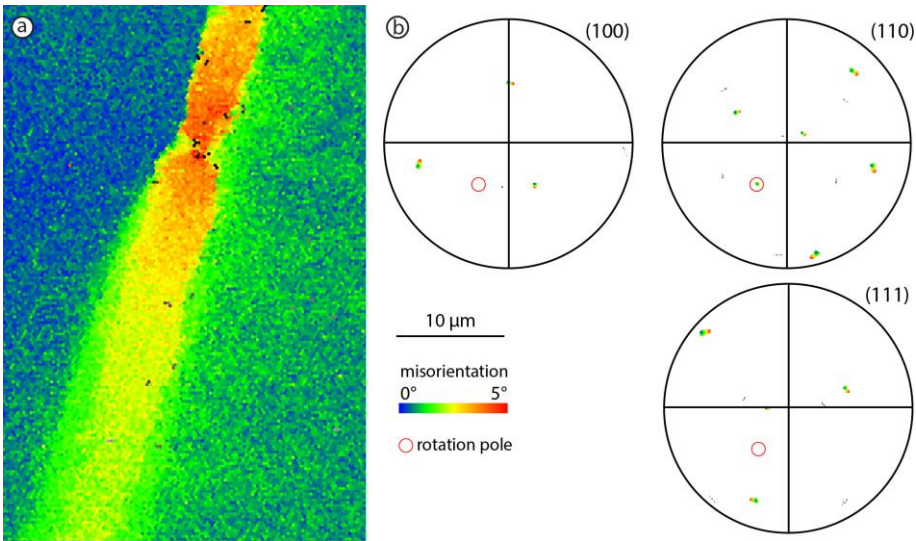 a
b
(100)
(110)
(111)
10 µm
misorientation
0° 5°
rotation pole